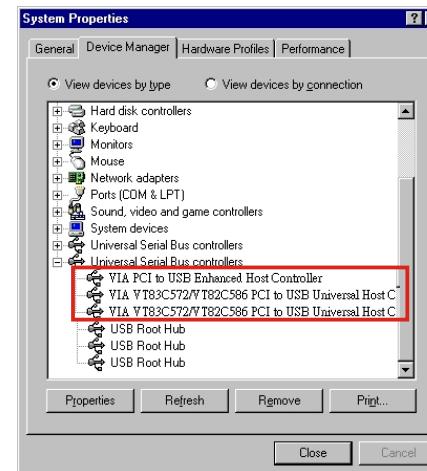 System Properties
?
General
Device Manager
Hardware Profiles
Performance
View devices by type
View devices by connection
Hard disk controllers
Keyboard
Monitors
Mouse
Network adapters
Ports (COM & LPT)
Sound, video and game controllers
System devices
Universal Serial Bus controllers
Universal Serial Bus controllers
VIA PCI to USB Enhanced Host Controller
VIA VT83C572/VT82C586 PCI to USB Universal Host C
VIA VT83C572/VT82C586 PCI to USB Universal Host C
USB Root Hub
USB Root Hub
USB Root Hub
Properties
Refresh
Remove
Print...
Close
Cancel